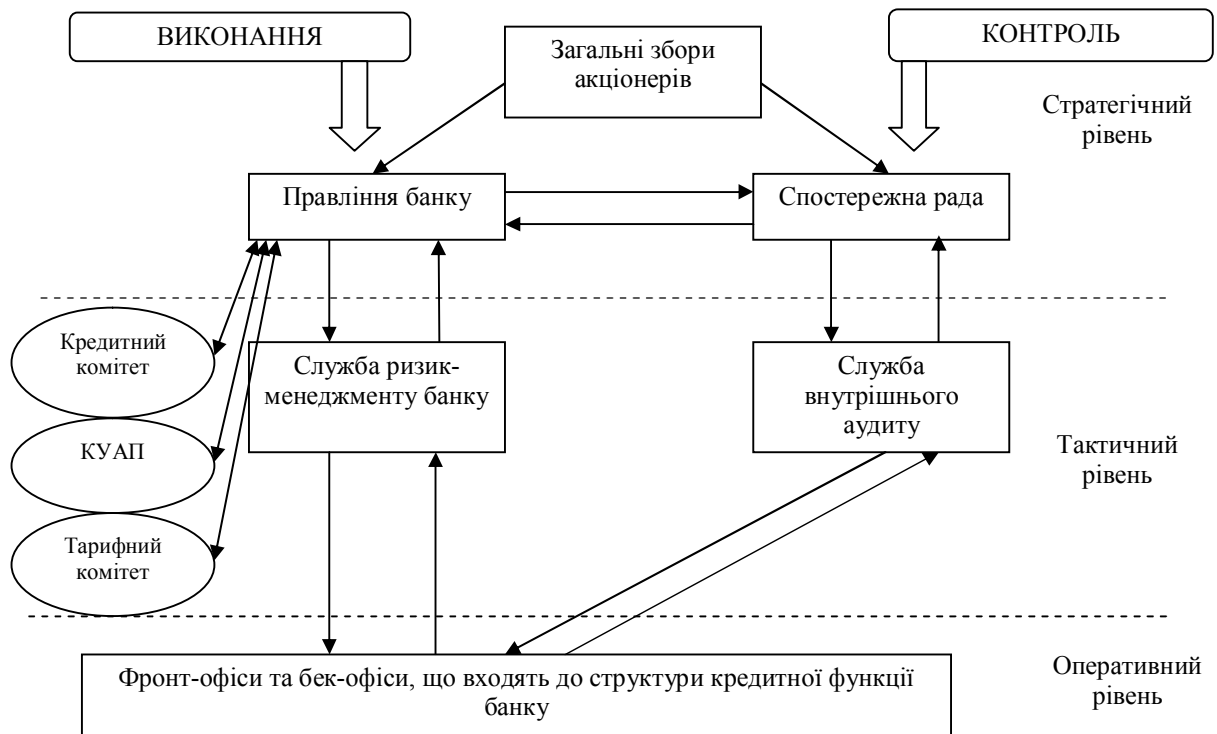 ВИКОНАННЯ
Загальні збори
акціонерів
КОНТРОЛЬ
Стратегічний
рівень
Правління банку
Спостережна рада
Кредитний
комітет
Служба ризик-
менеджменту банку
Служба
внутрішнього
аудиту
КУАП
Тактичний
рівень
Тарифний
комітет
Фронт-офіси та бек-офіси, що входять до структури кредитної функції
банку
Оперативний
рівень